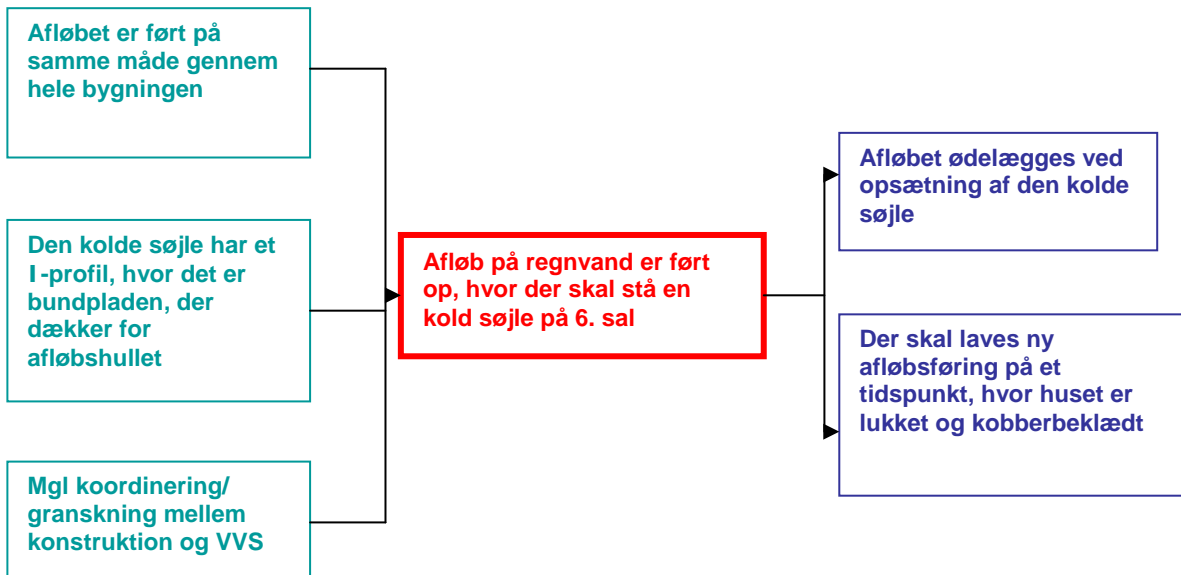 Afløbet er ført på
samme måde gennem
hele bygningen
Den kolde søjle har et
I-profil, hvor det er
bundpladen, der
dækker for
afløbshullet
Mgl koordinering/
granskning mellem
konstruktion og VVS
Afløb på regnvand er ført
op, hvor der skal stå en
kold søjle på 6. sal
Afløbet ødelægges ved
opsætning af den kolde
søjle
Der skal laves ny
afløbsføring på et
tidspunkt, hvor huset er
lukket og kobberbeklædt